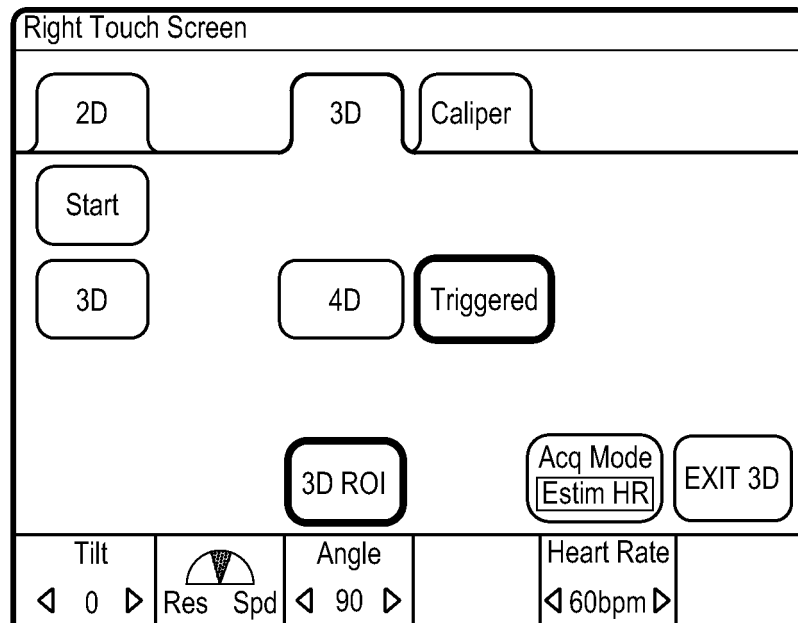 Right Touch Screen
2D
3D
Caliper
Start
3D
4D
Triggered
3D ROI
Acq Mode
Estim HR
EXIT 3D
Tilt
0
Res Spd
Angle
90
Heart Rate
60bpm